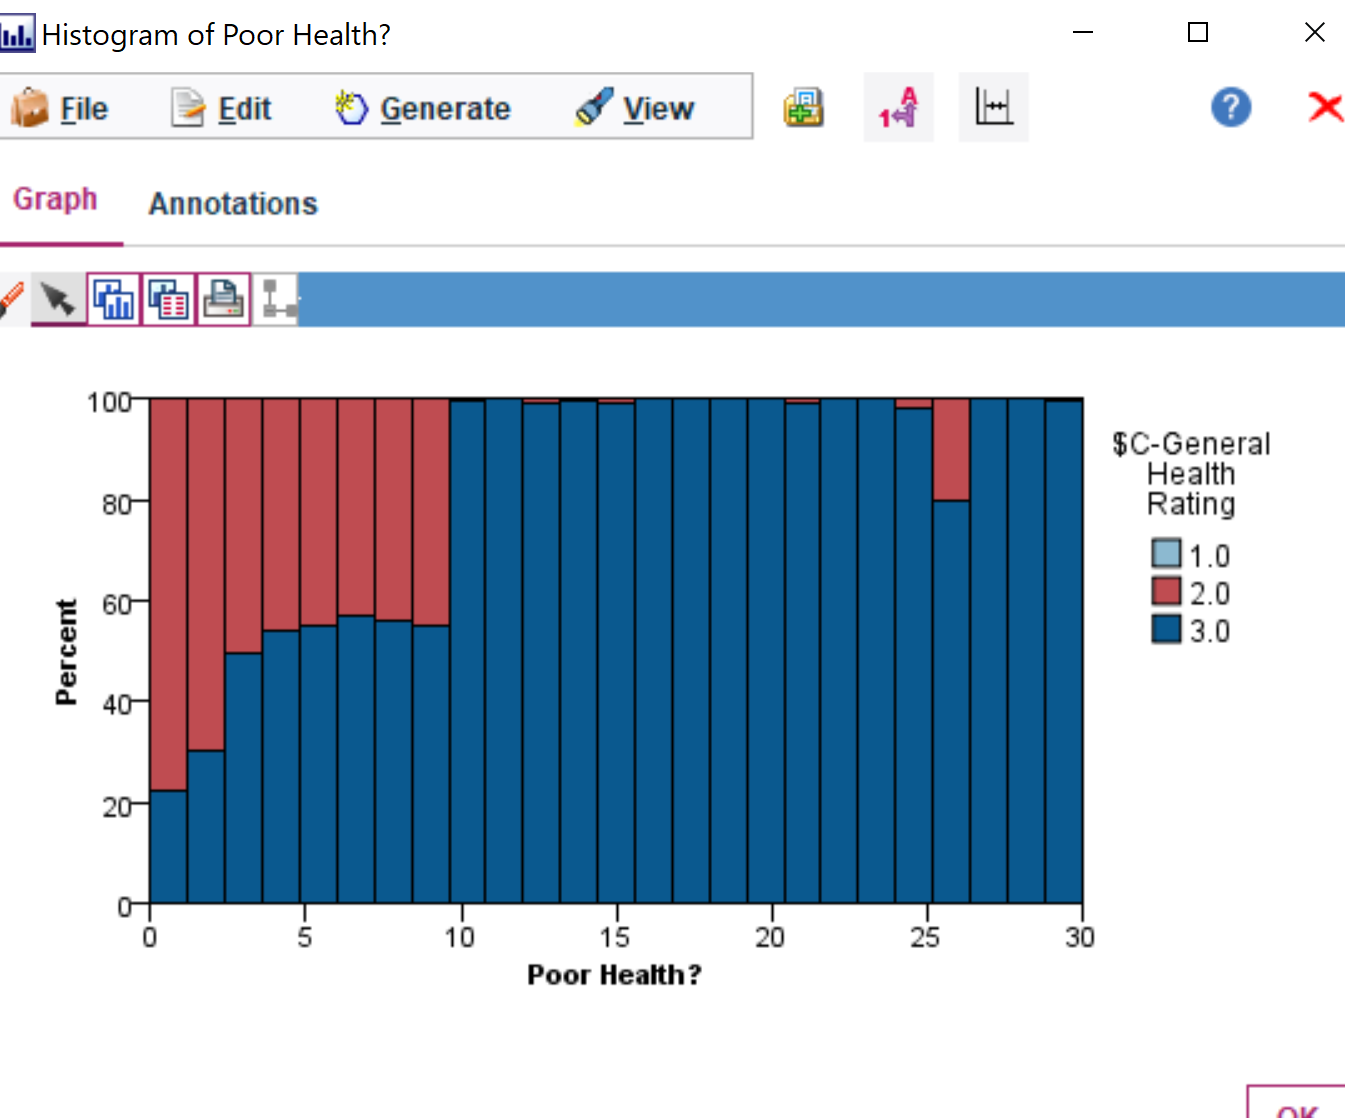 Histogram of Poor Health?
File Edit Generate View
Graph Annotations
100
80
60
40
20
0
Percent
0 5 10 15 20 25 30
Poor Health?
$C-General
Health
Rating
1.0
2.0
3.0
OK